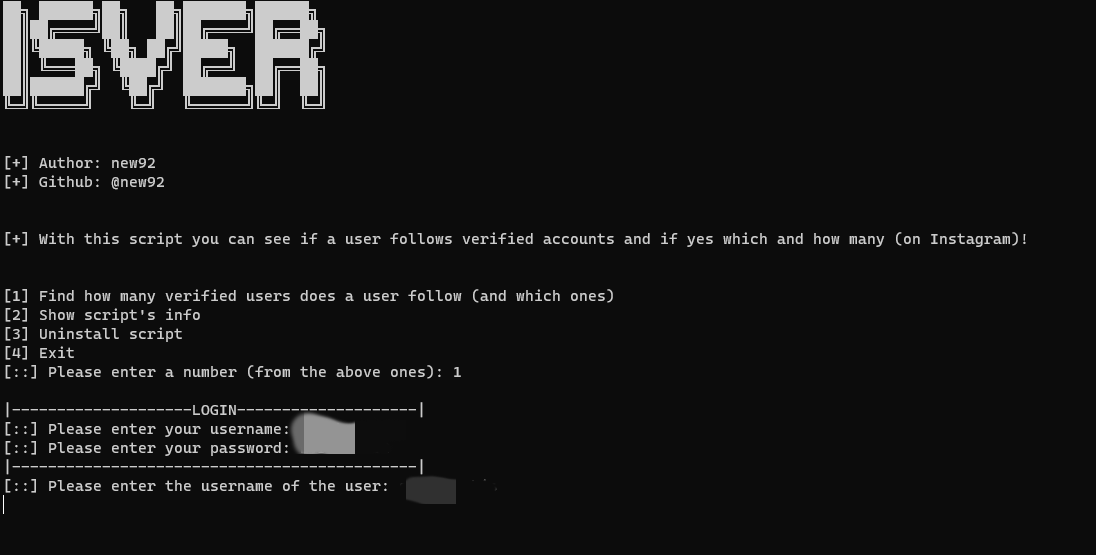 ISVER
[+] Author: new92
[+] Github: @new92
[+] With this script you can see if a user follows verified accounts and if yes which and how many (on Instagram)!
[1] Find how many verified users does a user follow (and which ones)
[2] Show script's info
[3] Uninstall script
[4] Exit
[::] Please enter a number (from the above ones): 1
|--------------------LOGIN--------------------|
[::] Please enter your username:
[::] Please enter your password:
|---------------------------------------------|
[::] Please enter the username of the user: